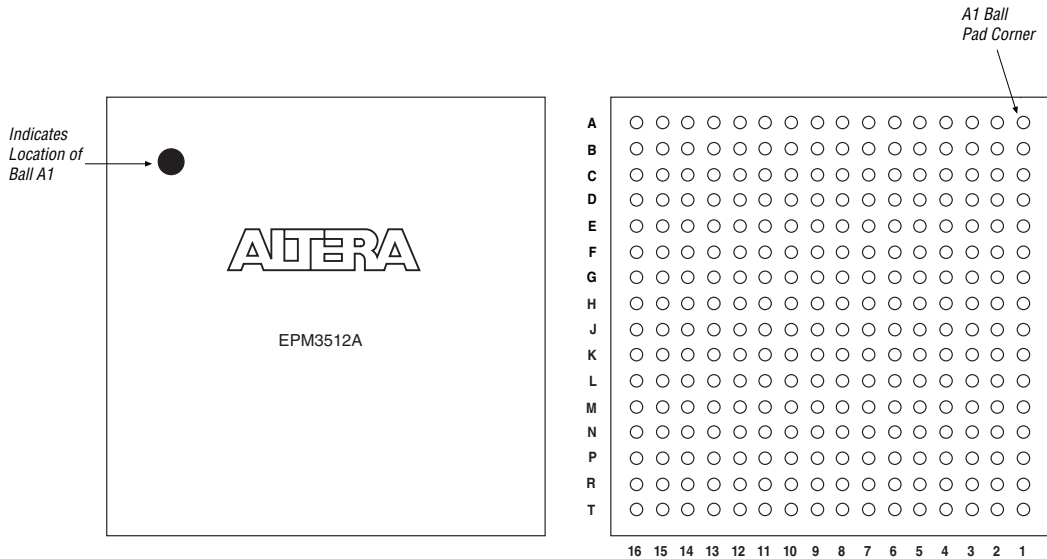 A1 Ball
Pad Corner
Indicates
Location of
Ball A1
ALTERA
EPM3512A
A
B
C
D
E
F
G
H
J
K
L
M
N
P
R
T
16 15 14 13 12 11 10 9 8 7 6 5 4 3 2 1